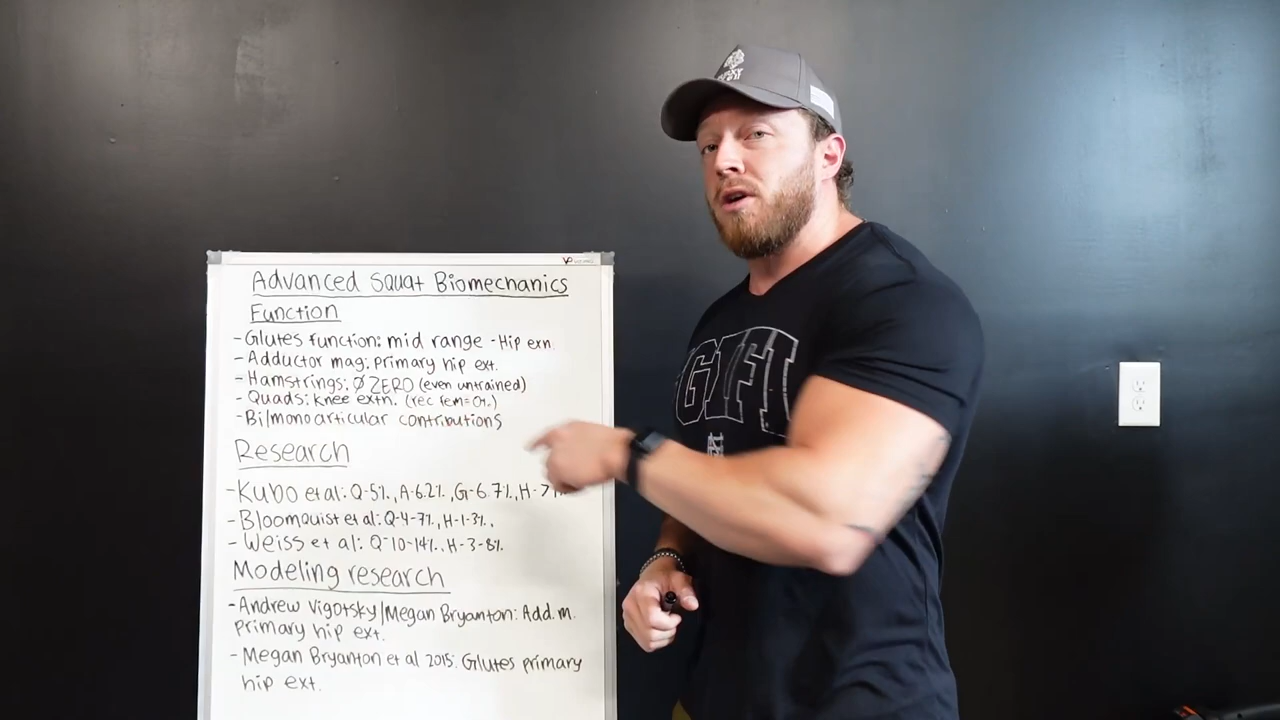 Advanced Squat Biomechanics
Function
- Glutes function: mid range - Hip exn.
- Adductor mag: primary hip ext.
- Hamstrings: Ø ZERO (even untrained)
- Quads: knee extn. (rec fem=0%)
- Bi/monoarticular contributions
Research
- Kubo et al: Q-5%, A-6.2%, G-6.7%, H-
- Bloomquist et al: Q-4-7%, H-1-3%,
- Weiss et al: Q-10-14%, H-3-8%.
Modeling research
- Andrew Vigotsky/Megan Bryanton: Add. m.
primary hip ext.
- Megan Bryanton et al 2015: Glutes primary
hip ext.